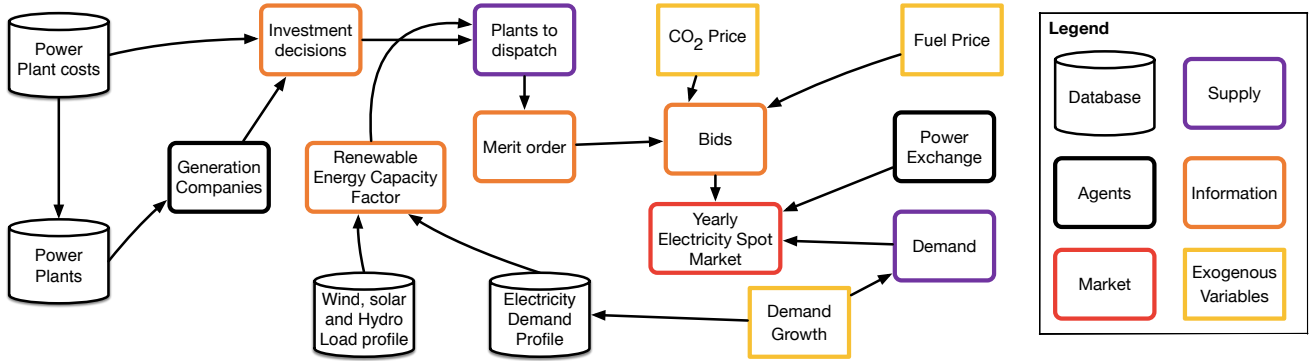 Power
Plant costs
Investment
decisions
Plants to
dispatch
CO2 Price
Fuel Price
Generation
Companies
Renewable
Energy Capacity
Factor
Merit order
Bids
Power
Exchange
Power
Plants
Wind, solar
and Hydro
Load profile
Electricity
Demand
Profile
Yearly
Electricity Spot
Market
Demand
Demand
Growth
Legend
Database
Supply
Agents
Information
Market
Exogenous
Variables